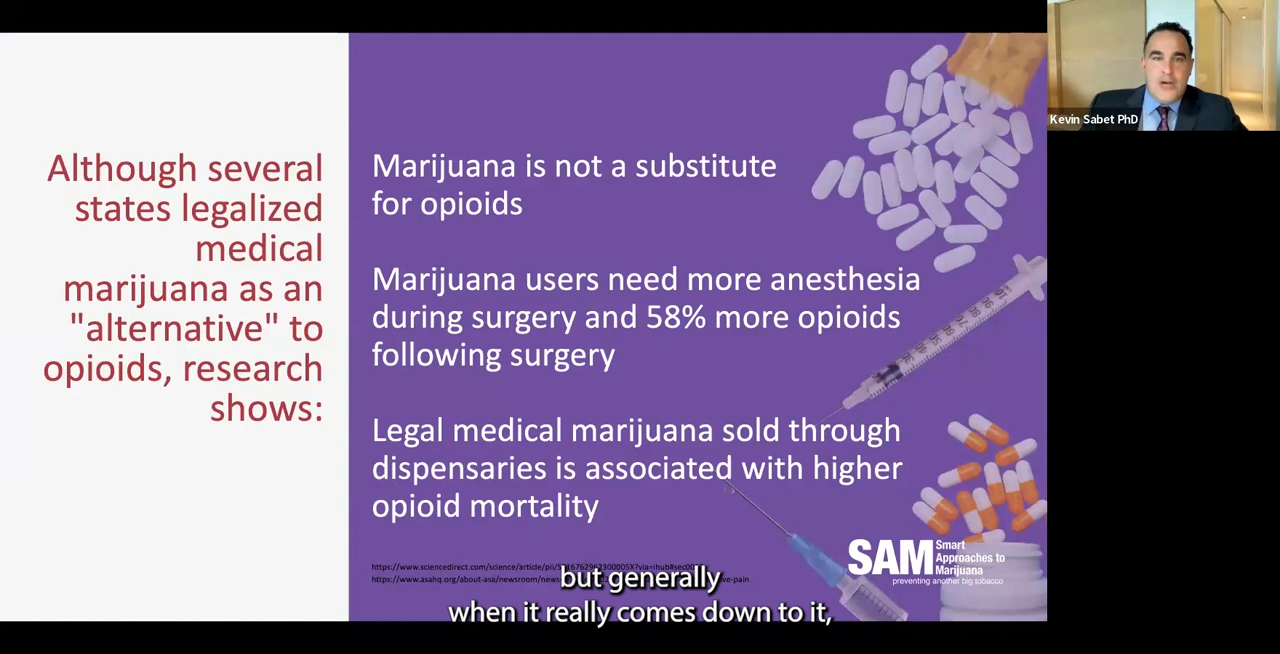 Kevin Sabet PhD
Although several
states legalized
medical
marijuana as an
"alternative" to
opioids, research
shows:
Marijuana is not a substitute
for opioids
Marijuana users need more anesthesia
during surgery and 58% more opioids
following surgery
Legal medical marijuana sold through
dispensaries is associated with higher
opioid mortality
SAM
Smart
Approaches to
Marijuana
preventing another big tobacco
but generally
when it really comes down to it,